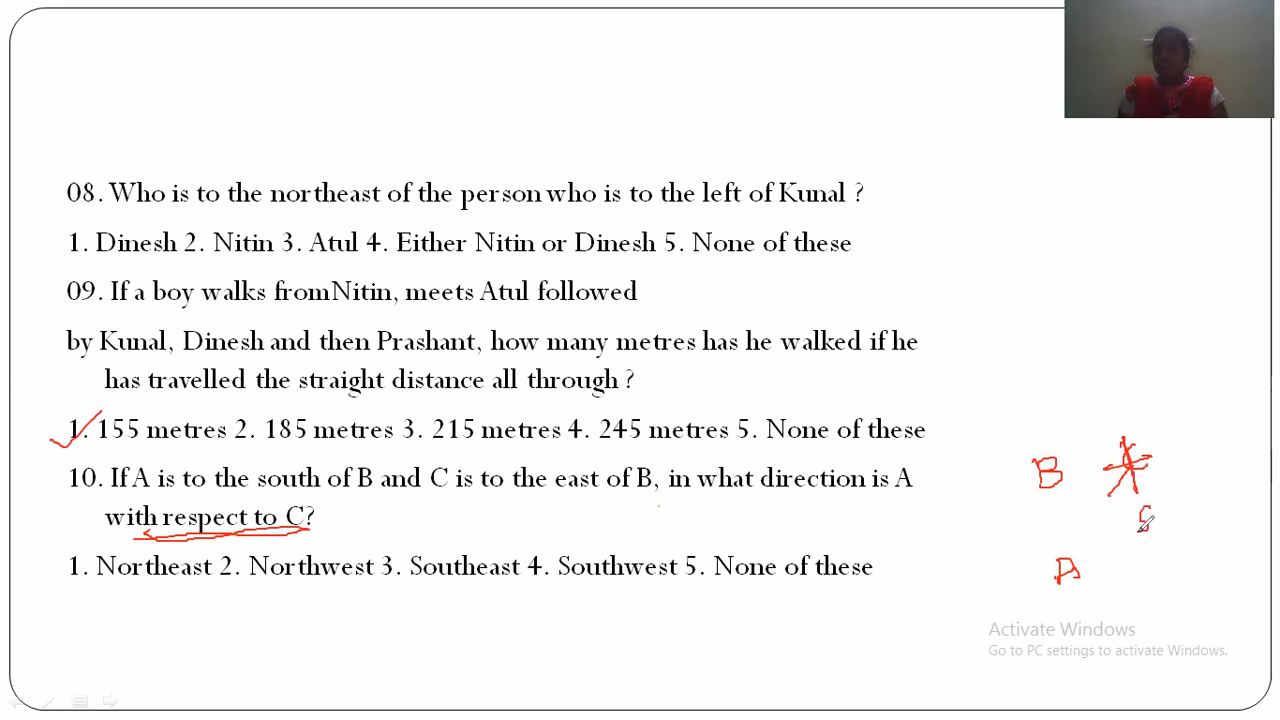 08. Who is to the northeast of the person who is to the left of Kunal ?
1. Dinesh 2. Nitin 3. Atul 4. Either Nitin or Dinesh 5. None of these
09. If a boy walks fromNitin, meets Atul followed
by Kunal, Dinesh and then Prashant, how many metres has he walked if he
has travelled the straight distance all through ?
1. 155 metres 2. 185 metres 3. 215 metres 4. 245 metres 5. None of these
10. If A is to the south of B and C is to the east of B, in what direction is A
with respect to C?
1. Northeast 2. Northwest 3. Southeast 4. Southwest 5. None of these
B
S
A
Activate Windows
Go to PC settings to activate Windows.